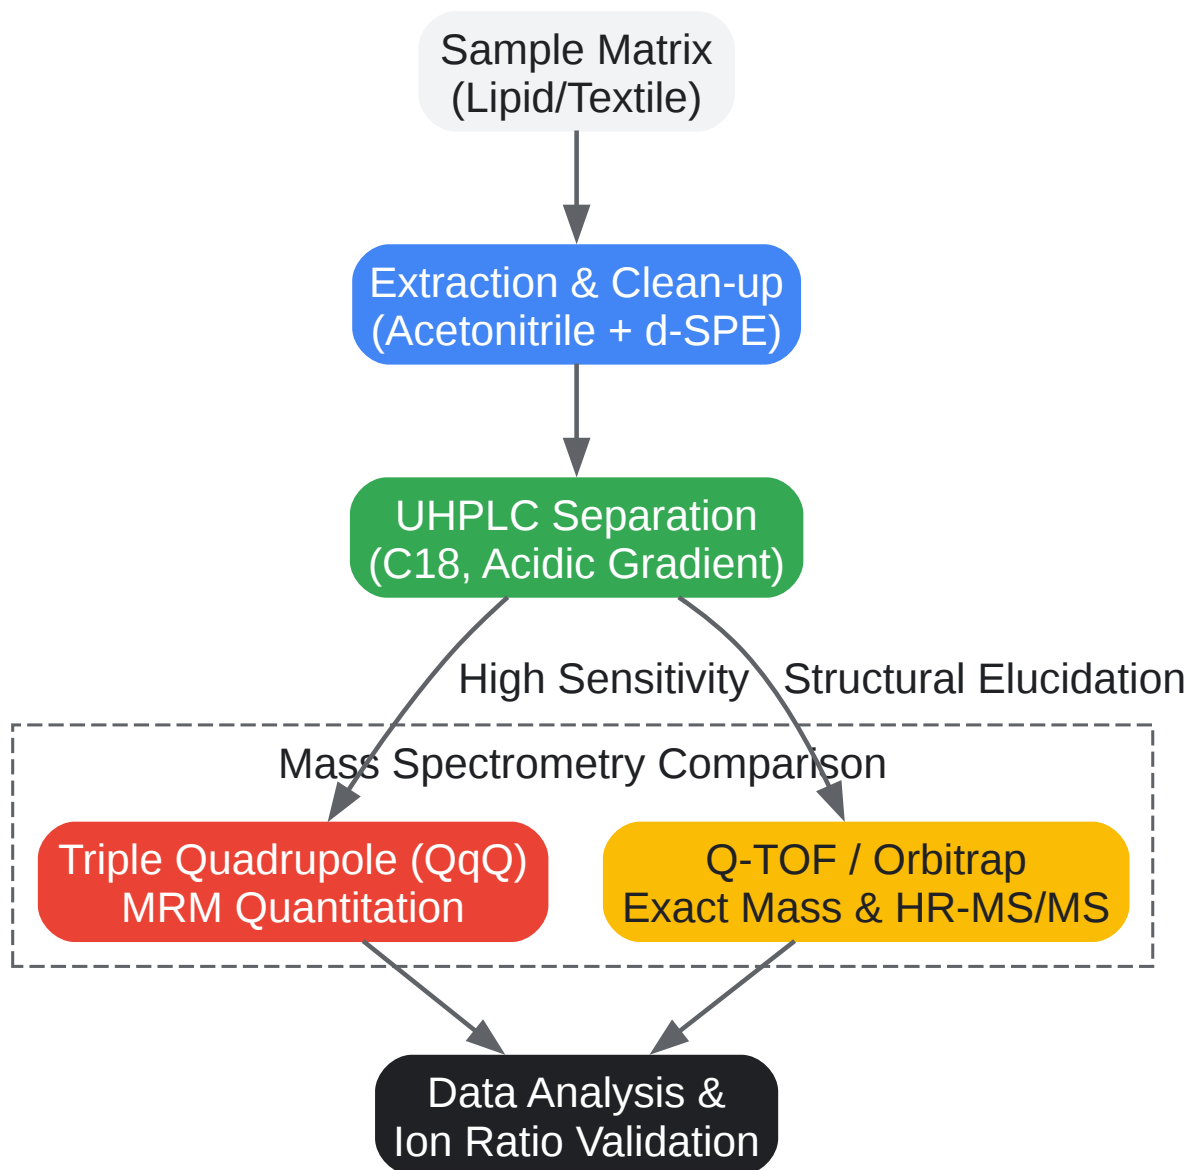 Sample Matrix
(Lipid/Textile)
Extraction & Clean-up
(Acetonitrile + d-SPE)
UHPLC Separation
(C18, Acidic Gradient)
High Sensitivity
Structural Elucidation
Mass Spectrometry Comparison
Triple Quadrupole (QqQ)
MRM Quantitation
Q-TOF / Orbitrap
Exact Mass & HR-MS/MS
Data Analysis &
Ion Ratio Validation